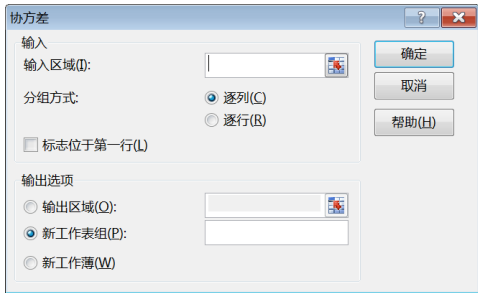 协方差
输入
输入区域(I):
分组方式:
逐列(C)
逐行(R)
标志位于第一行(L)
确定
取消
帮助(H)
输出选项
输出区域(O):
新工作表组(P):
新工作薄(W)